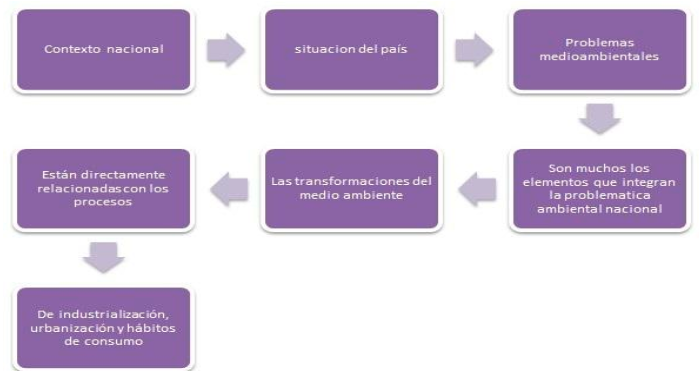 Contexto nacional
situacion del país
Problemas
medioambientales
Son muchos los
elementos que integran
la problematica
ambiental nacional
Las transformaciones del
medio ambiente
Están directamente
relacionadas con los
procesos
De industrialización,
urbanización y hábitos
de consumo